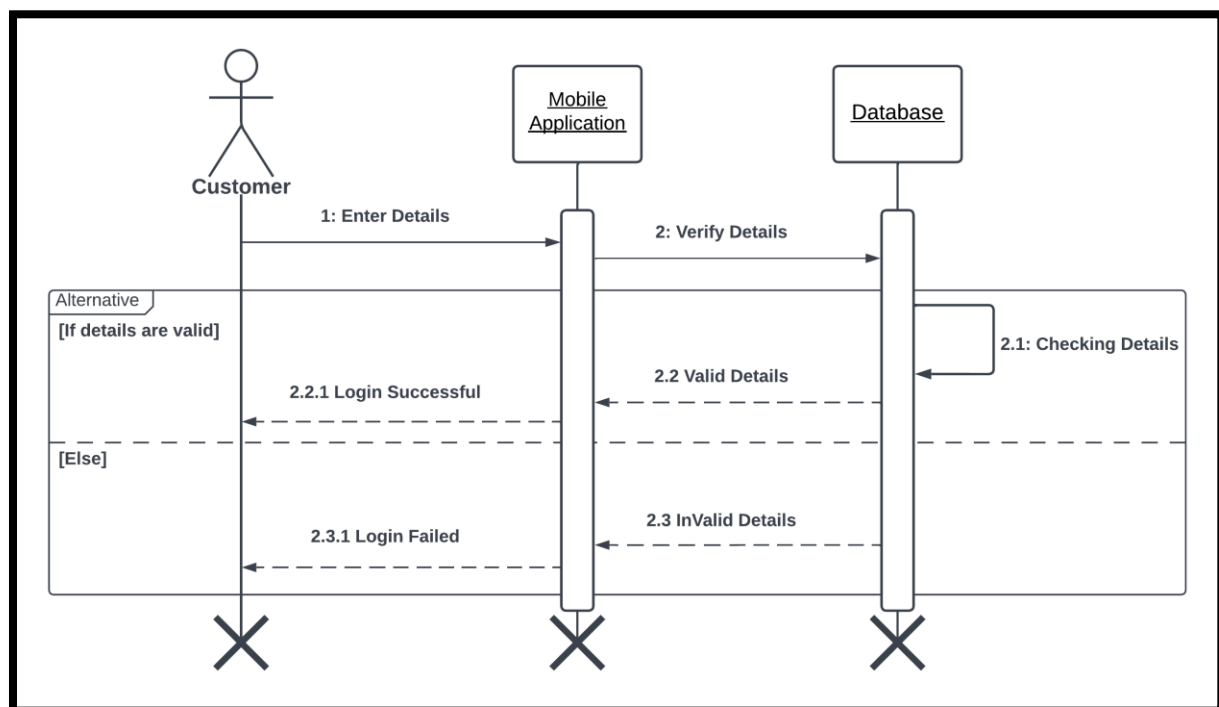 Mobile
Application
Database
Customer
1: Enter Details
2: Verify Details
Alternative
[If details are valid]
2.1: Checking Details
2.2 Valid Details
2.2.1 Login Successful
[Else]
2.3 InValid Details
2.3.1 Login Failed